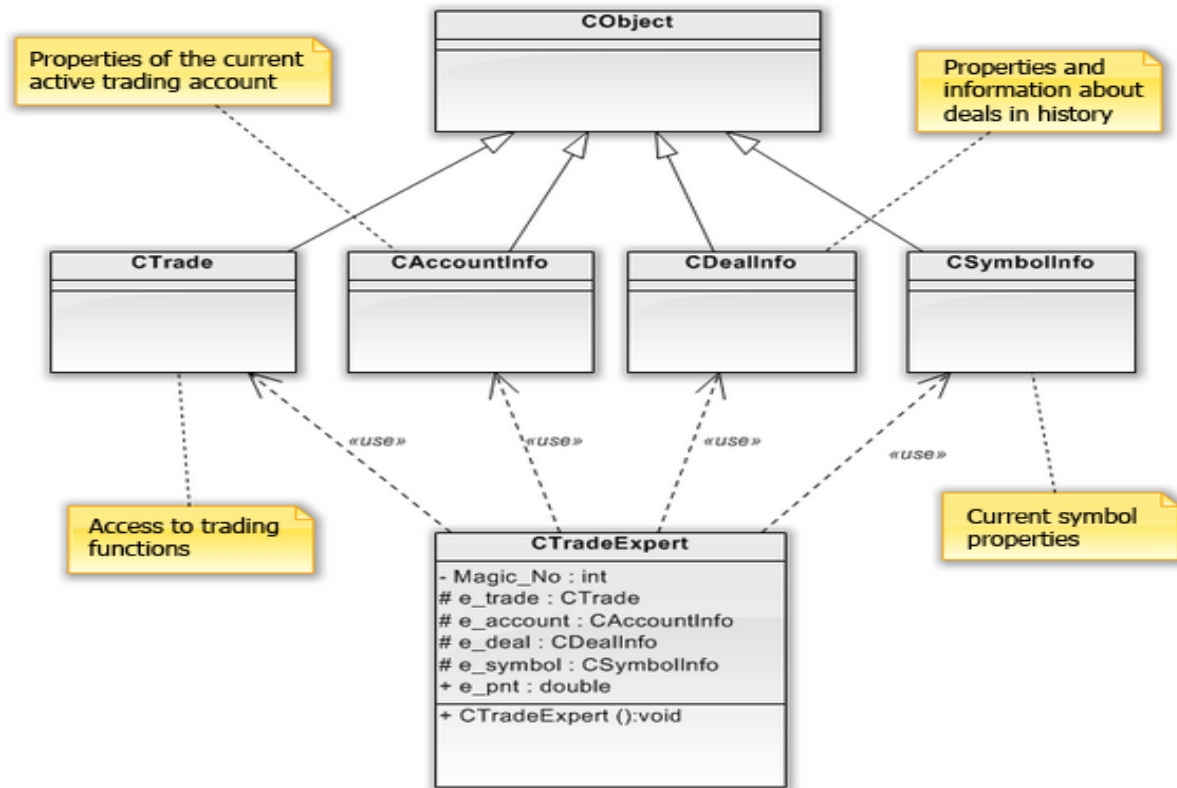 CObject
Properties of the current
active trading account
Properties and
information about
deals in history
CTrade
CAccountInfo
CDealInfo
CSymbolInfo
«use»
«use»
«use»
«use»
Access to trading
functions
Current symbol
properties
CTradeExpert
- Magic_No : int
# e_trade : CTrade
# e_account : CAccountInfo
# e_deal : CDealInfo
# e_symbol : CSymbolInfo
+ e_pnt : double
+ CTradeExpert ():void